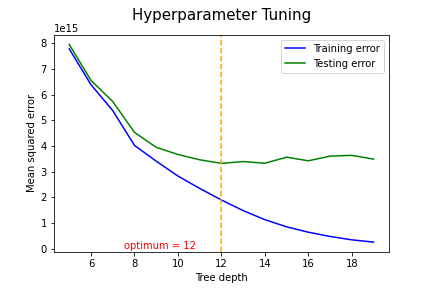 Hyperparameter Tuning
1e15
8
7
6
5
4
3
2
1
0
Mean squared error
Training error
Testing error
optimum = 12
6 8 10 12 14 16 18
Tree depth